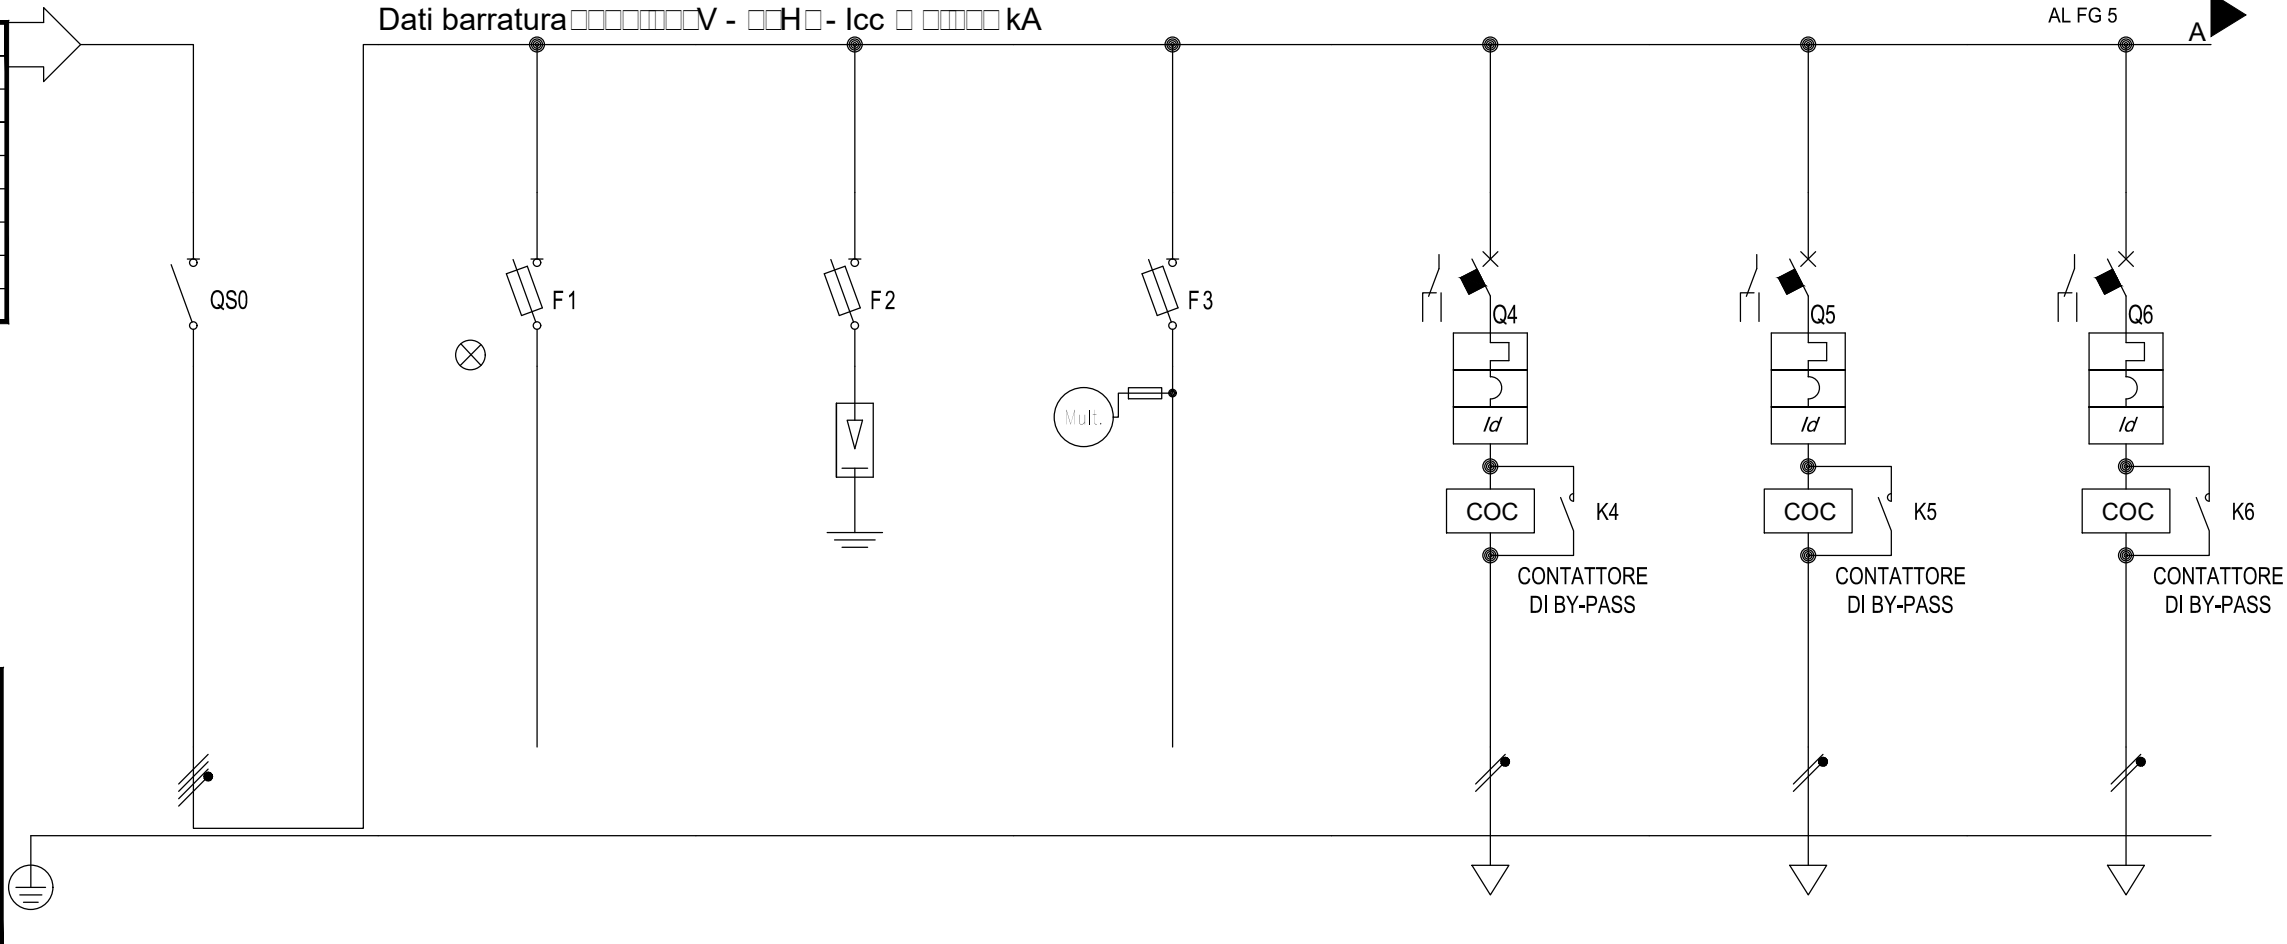 Dati barratura V - H - Icc kA
AL FG 5
A
QS0
F1
F2
F3
Q4
Q5
Q6
Mult.
Id
Id
Id
COC
K4
COC
K5
COC
K6
CONTATTORE
DI BY-PASS
CONTATTORE
DI BY-PASS
CONTATTORE
DI BY-PASS